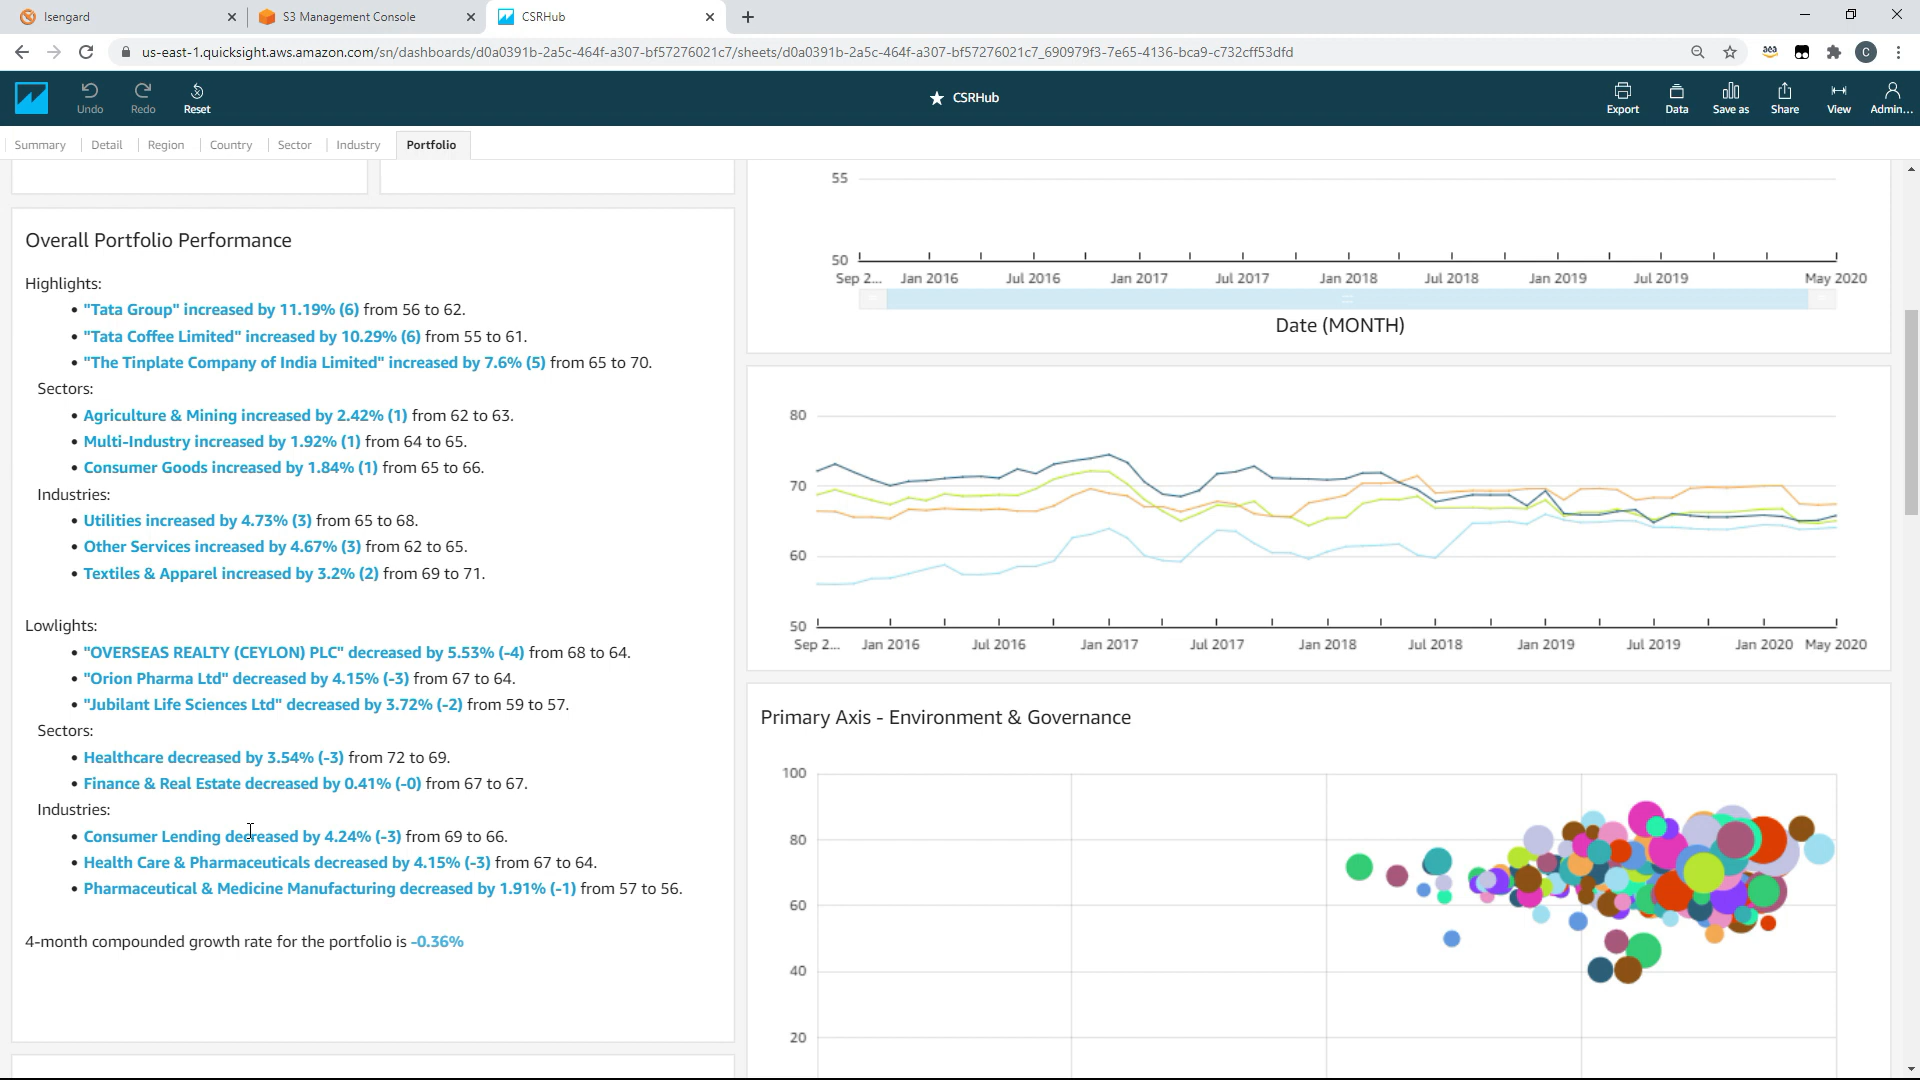 Isengard
S3 Management Console
CSRHub
us-east-1.quicksight.aws.amazon.com/sn/dashboards/d0a0391b-2a5c-464f-a307-bf57276021c7/sheets/d0a0391b-2a5c-464f-a307-bf57276021c7_690979f3-7e65-4136-bca9-c732cff53dfd
aea
C
Undo
Redo
Reset
CSRHub
Export
Data
Save as
Share
View
Admin...
Summary
Detail
Region
Country
Sector
Industry
Portfolio
Overall Portfolio Performance
Highlights:
• "Tata Group" increased by 11.19% (6) from 56 to 62.
• "Tata Coffee Limited" increased by 10.29% (6) from 55 to 61.
• "The Tinplate Company of India Limited" increased by 7.6% (5) from 65 to 70.
Sectors:
• Agriculture & Mining increased by 2.42% (1) from 62 to 63.
• Multi-Industry increased by 1.92% (1) from 64 to 65.
• Consumer Goods increased by 1.84% (1) from 65 to 66.
Industries:
• Utilities increased by 4.73% (3) from 65 to 68.
• Other Services increased by 4.67% (3) from 62 to 65.
• Textiles & Apparel increased by 3.2% (2) from 69 to 71.
Lowlights:
• "OVERSEAS REALTY (CEYLON) PLC" decreased by 5.53% (-4) from 68 to 64.
• "Orion Pharma Ltd" decreased by 4.15% (-3) from 67 to 64.
• "Jubilant Life Sciences Ltd" decreased by 3.72% (-2) from 59 to 57.
Sectors:
• Healthcare decreased by 3.54% (-3) from 72 to 69.
• Finance & Real Estate decreased by 0.41% (-0) from 67 to 67.
Industries:
• Consumer Lending decreased by 4.24% (-3) from 69 to 66.
• Health Care & Pharmaceuticals decreased by 4.15% (-3) from 67 to 64.
• Pharmaceutical & Medicine Manufacturing decreased by 1.91% (-1) from 57 to 56.
4-month compounded growth rate for the portfolio is -0.36%
55
50
Sep 2... Jan 2016 Jul 2016 Jan 2017 Jul 2017 Jan 2018 Jul 2018 Jan 2019 Jul 2019 May 2020
Date (MONTH)
80
70
60
50
Sep 2... Jan 2016 Jul 2016 Jan 2017 Jul 2017 Jan 2018 Jul 2018 Jan 2019 Jul 2019 Jan 2020 May 2020
Primary Axis - Environment & Governance
100
80
60
40
20